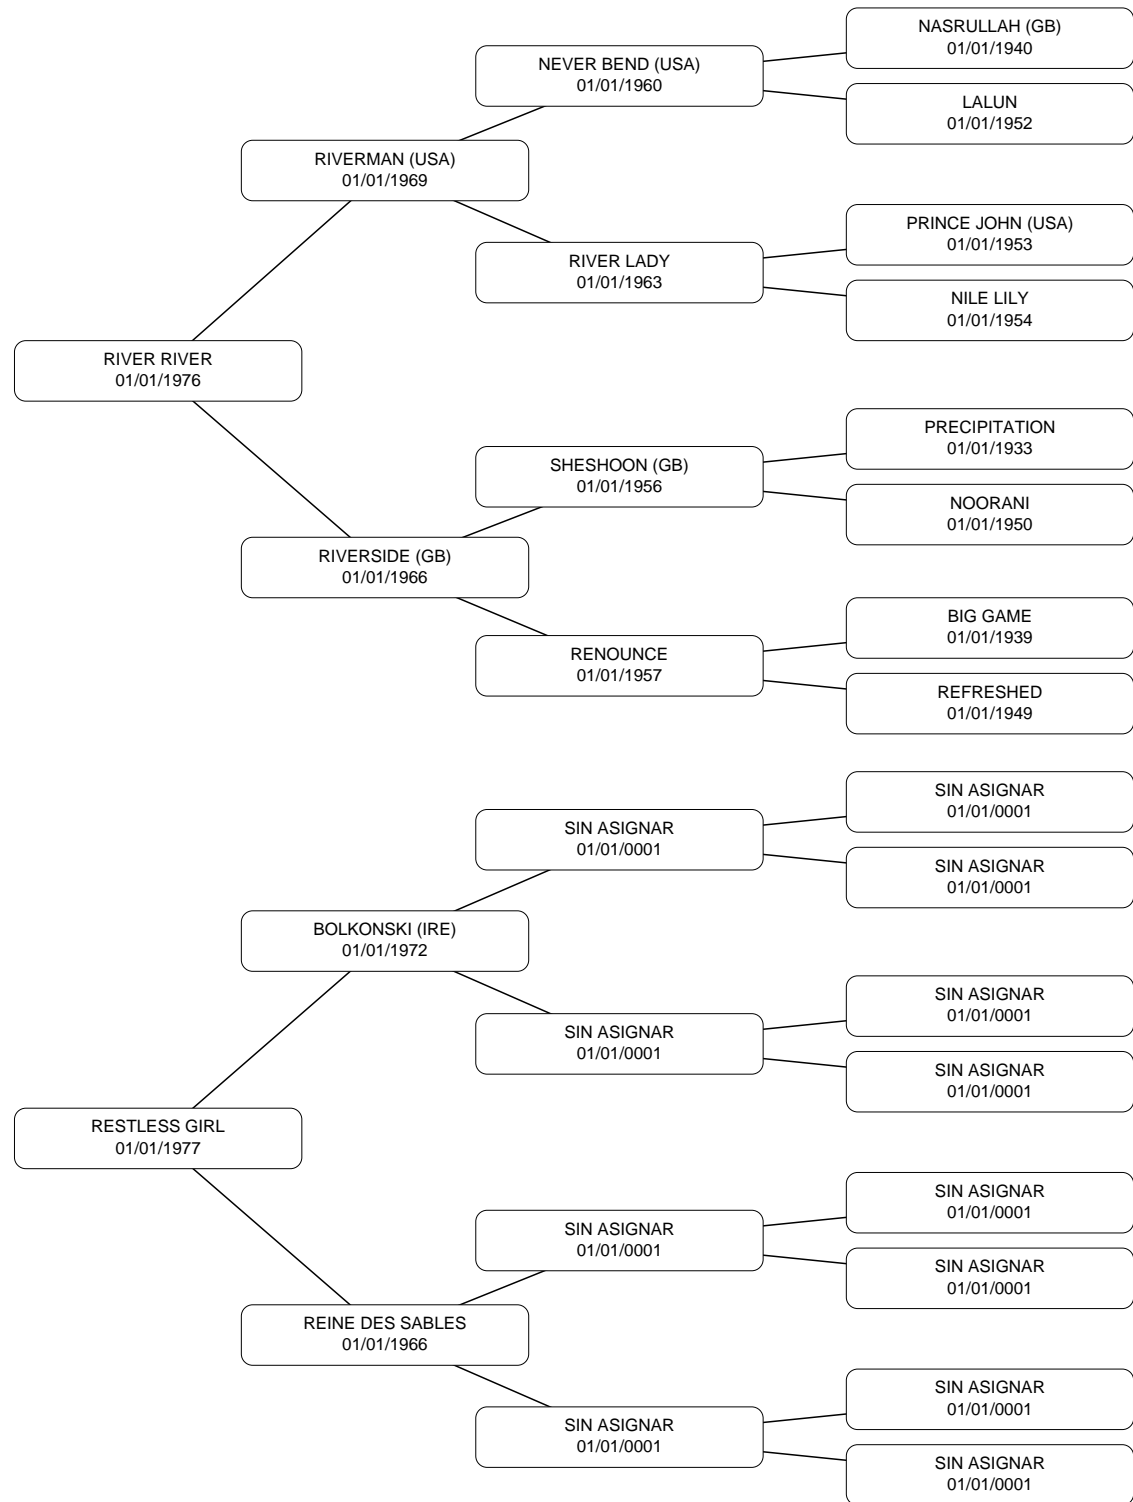 NASRULLAH (GB)
01/01/1940
NEVER BEND (USA)
01/01/1960
LALUN
01/01/1952
RIVERMAN (USA)
01/01/1969
PRINCE JOHN (USA)
01/01/1953
RIVER LADY
01/01/1963
NILE LILY
01/01/1954
RIVER RIVER
01/01/1976
PRECIPITATION
01/01/1933
SHESHOON (GB)
01/01/1956
NOORANI
01/01/1950
RIVERSIDE (GB)
01/01/1966
BIG GAME
01/01/1939
RENOUNCE
01/01/1957
REFRESHED
01/01/1949
SIN ASIGNAR
01/01/0001
SIN ASIGNAR
01/01/0001
SIN ASIGNAR
01/01/0001
BOLKONSKI (IRE)
01/01/1972
SIN ASIGNAR
01/01/0001
SIN ASIGNAR
01/01/0001
SIN ASIGNAR
01/01/0001
RESTLESS GIRL
01/01/1977
SIN ASIGNAR
01/01/0001
SIN ASIGNAR
01/01/0001
SIN ASIGNAR
01/01/0001
REINE DES SABLES
01/01/1966
SIN ASIGNAR
01/01/0001
SIN ASIGNAR
01/01/0001
SIN ASIGNAR
01/01/0001